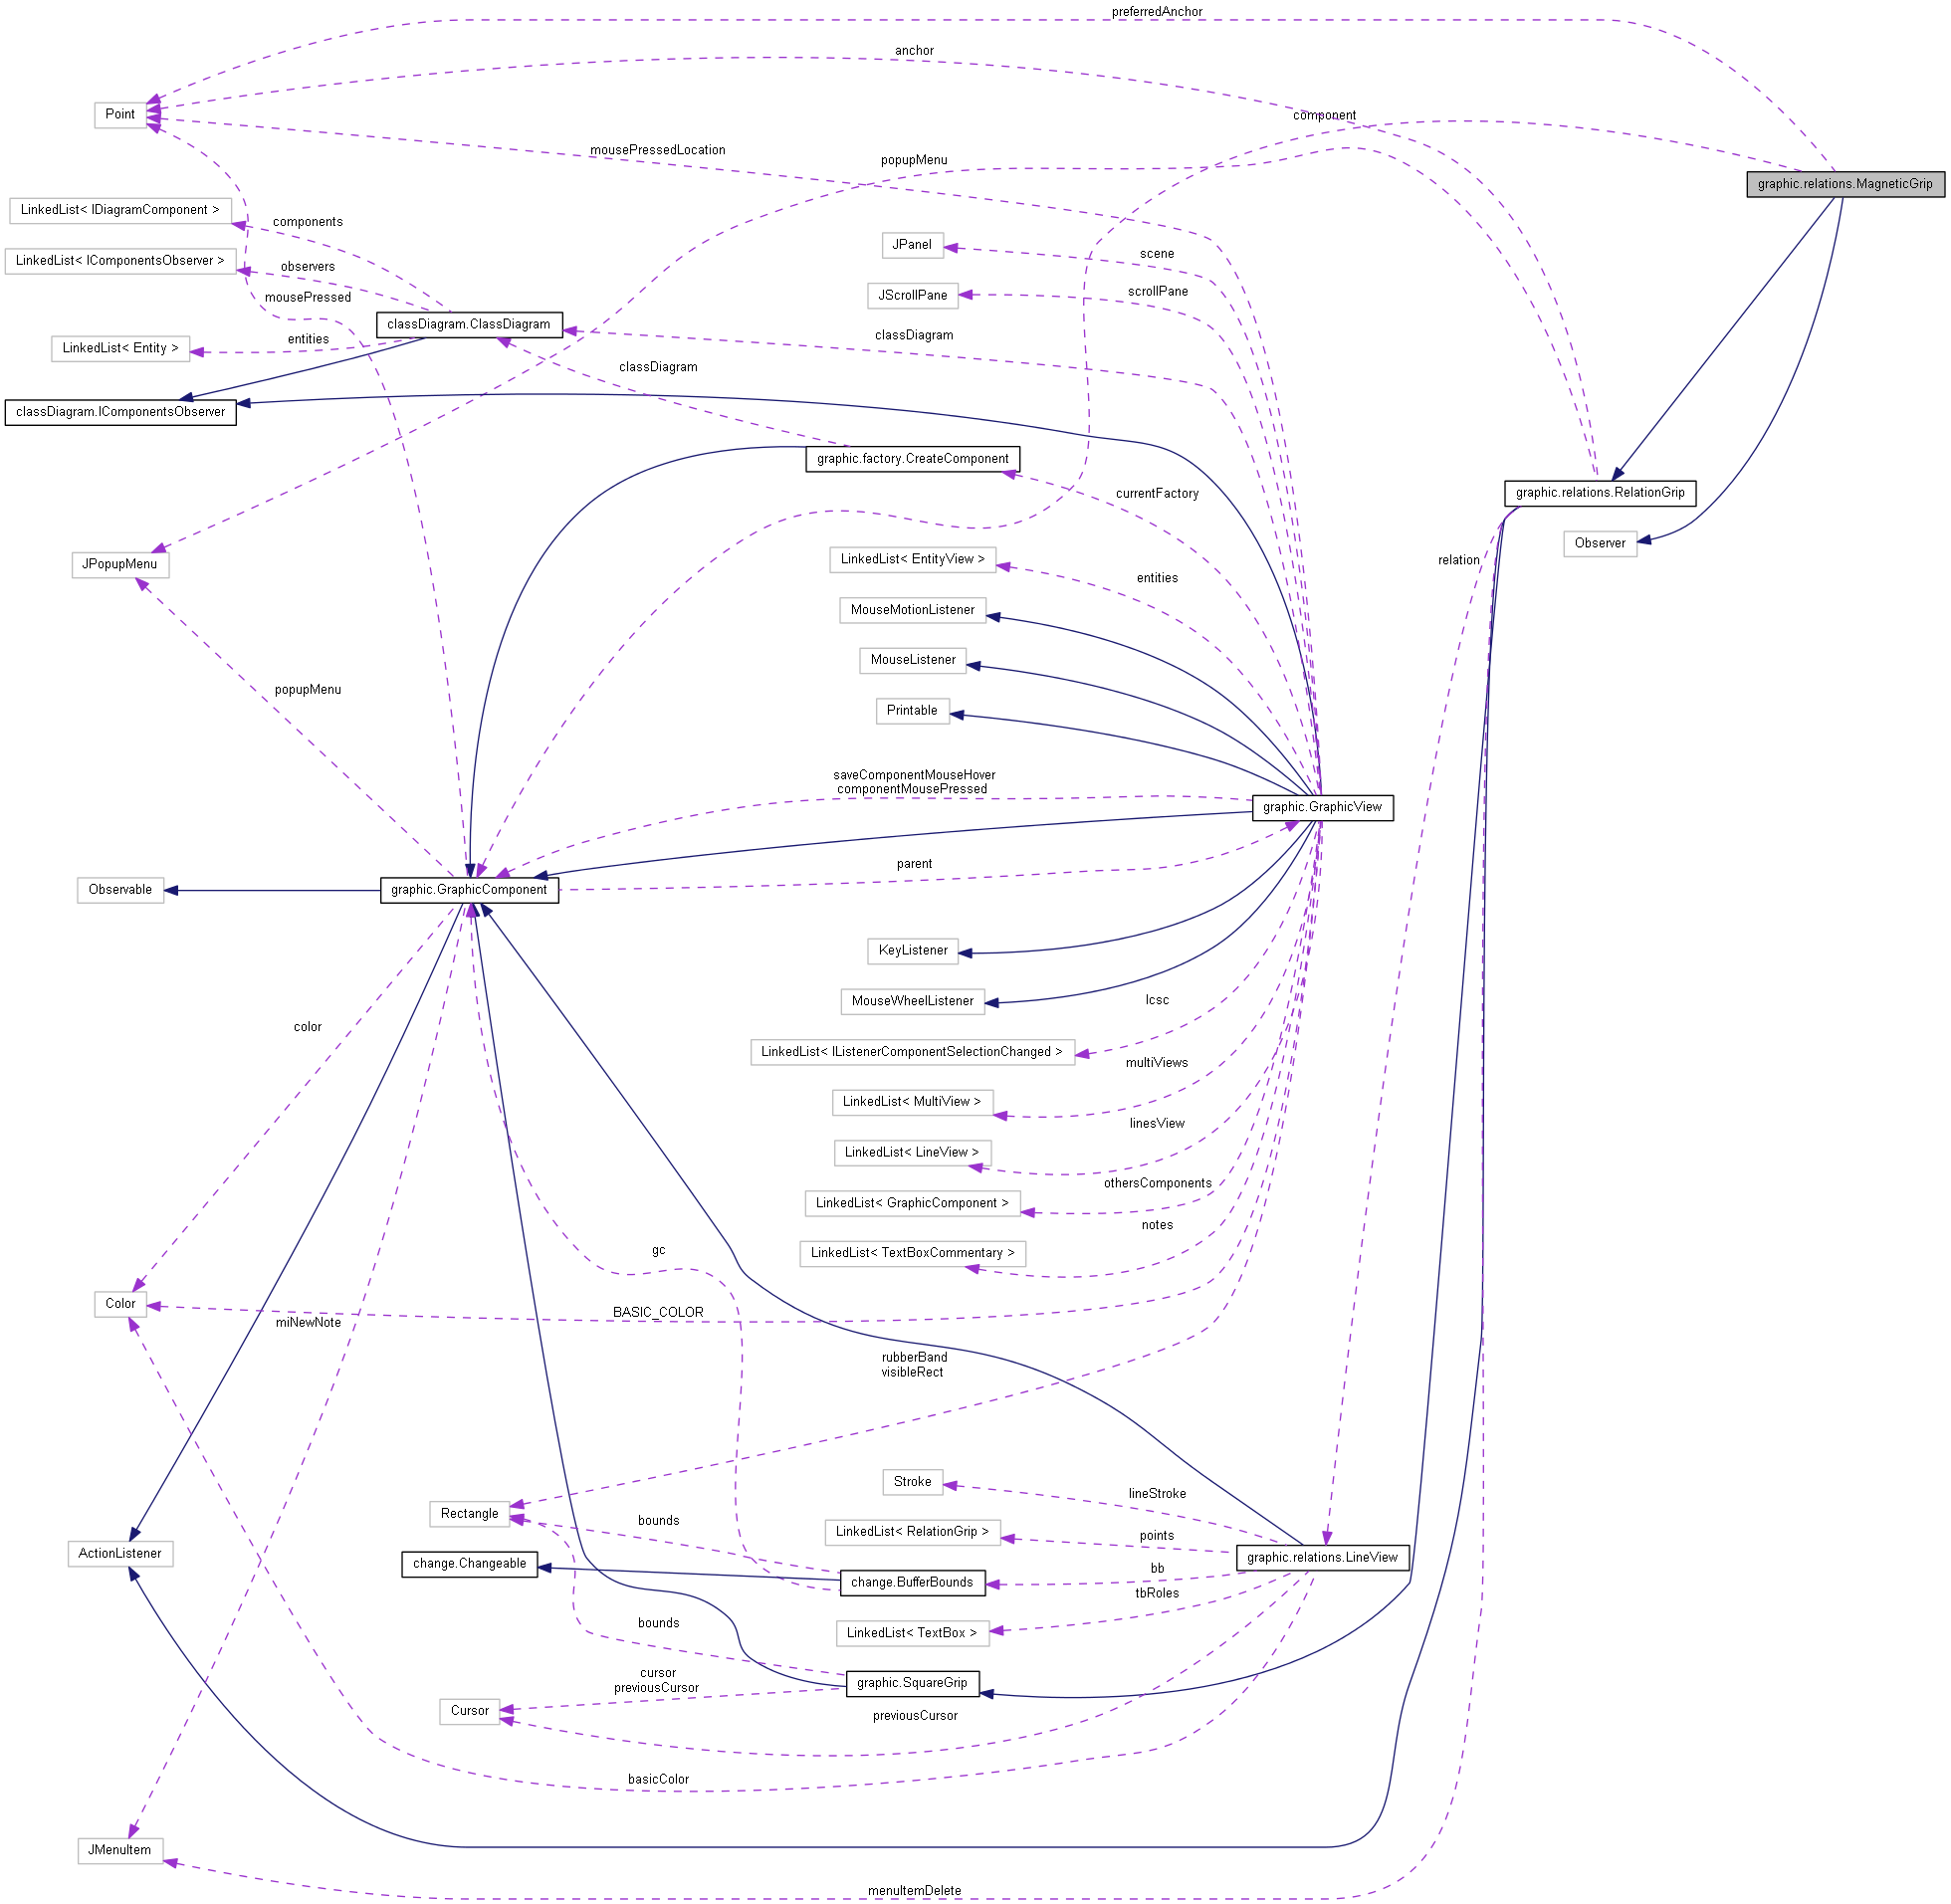 preferredAnchor
anchor
Point
component
mousePressedLocation
popupMenu
graphic.relations.MagneticGrip
LinkedList< IDiagramComponent >
components
JPanel
scene
LinkedList< IComponentsObserver >
observers
JScrollPane
scrollPane
mousePressed
classDiagram.ClassDiagram
classDiagram
LinkedList< Entity >
entities
classDiagram
classDiagram.IComponentsObserver
graphic.factory.CreateComponent
currentFactory
graphic.relations.RelationGrip
Observer
JPopupMenu
LinkedList< EntityView >
entities
relation
MouseMotionListener
MouseListener
popupMenu
Printable
saveComponentMouseHover
componentMousePressed
graphic.GraphicView
parent
Observable
graphic.GraphicComponent
KeyListener
MouseWheelListener
lcsc
color
LinkedList< IListenerComponentSelectionChanged >
multiViews
LinkedList< MultiView >
linesView
LinkedList< LineView >
othersComponents
LinkedList< GraphicComponent >
notes
gc
LinkedList< TextBoxCommentary >
Color
BASIC_COLOR
miNewNote
rubberBand
visibleRect
Stroke
lineStroke
Rectangle
bounds
LinkedList< RelationGrip >
points
ActionListener
change.Changeable
graphic.relations.LineView
bb
change.BufferBounds
tbRoles
bounds
LinkedList< TextBox >
cursor
previousCursor
graphic.SquareGrip
Cursor
previousCursor
basicColor
JMenuItem
menuItemDelete